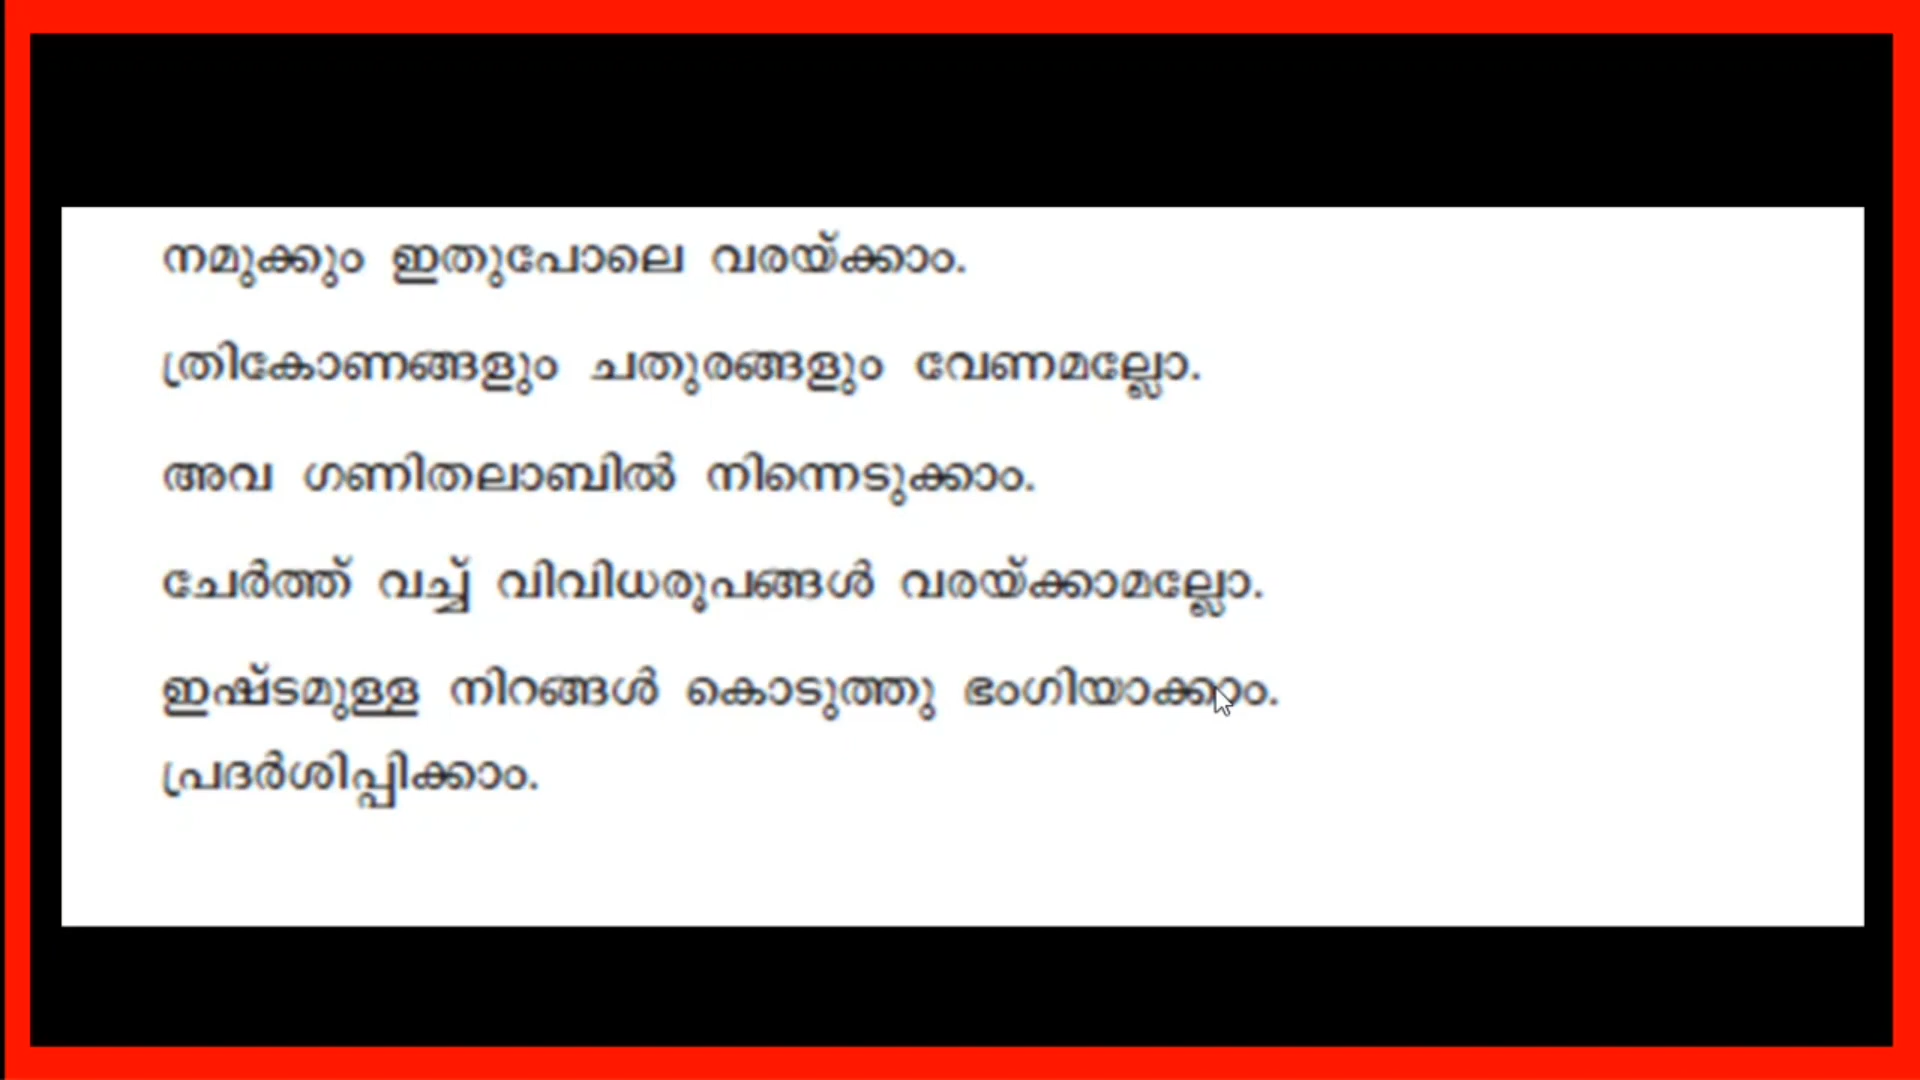 നമുക്കും ഇതുപോലെ വരയ്ക്കാം.
ത്രികോണങ്ങളും ചതുരങ്ങളും വേണമല്ലോ.
അവ ഗണിതലാബിൽ നിന്നെടുക്കാം.
ചേർത്ത് വച്ച് വിവിധരൂപങ്ങൾ വരയ്ക്കാമല്ലോ.
ഇഷ്ടമുള്ള നിറങ്ങൾ കൊടുത്തു ഭംഗിയാക്കാം.
പ്രദർശിപ്പിക്കാം.